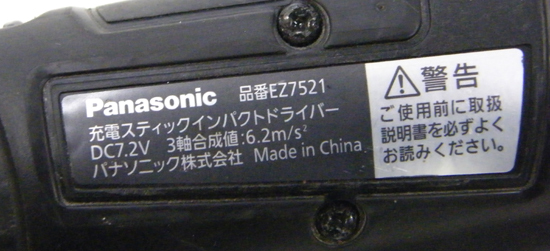 Panasonic 品番EZ7521
充電スティックインパクトドライバー
DC7.2V 3軸合成値:6.2m/s²
パナソニック株式会社 Made in China
⚠警告
ご使用前に取扱
説明書を必ずよく
お読みください。